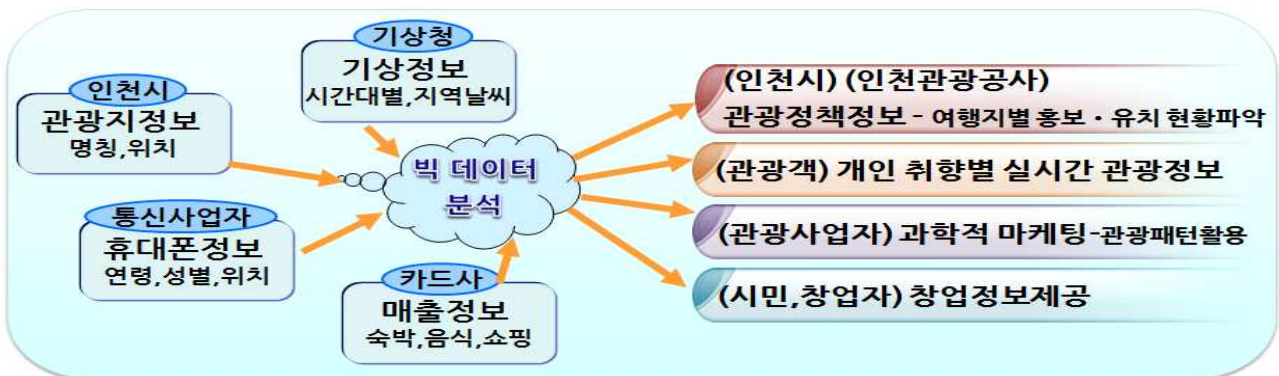 기상청
기상정보
시간대별,지역날씨
인천시
관광지정보
명칭,위치
통신사업자
휴대폰정보
연령,성별,위치
카드사
매출정보
숙박,음식,쇼핑
빅 데이터
분석
(인천시) (인천관광공사)
관광정책정보 - 여행지별 홍보·유치 현황파악
(관광객) 개인 취향별 실시간 관광정보
(관광사업자) 과학적 마케팅-관광패턴활용
(시민,창업자) 창업정보제공